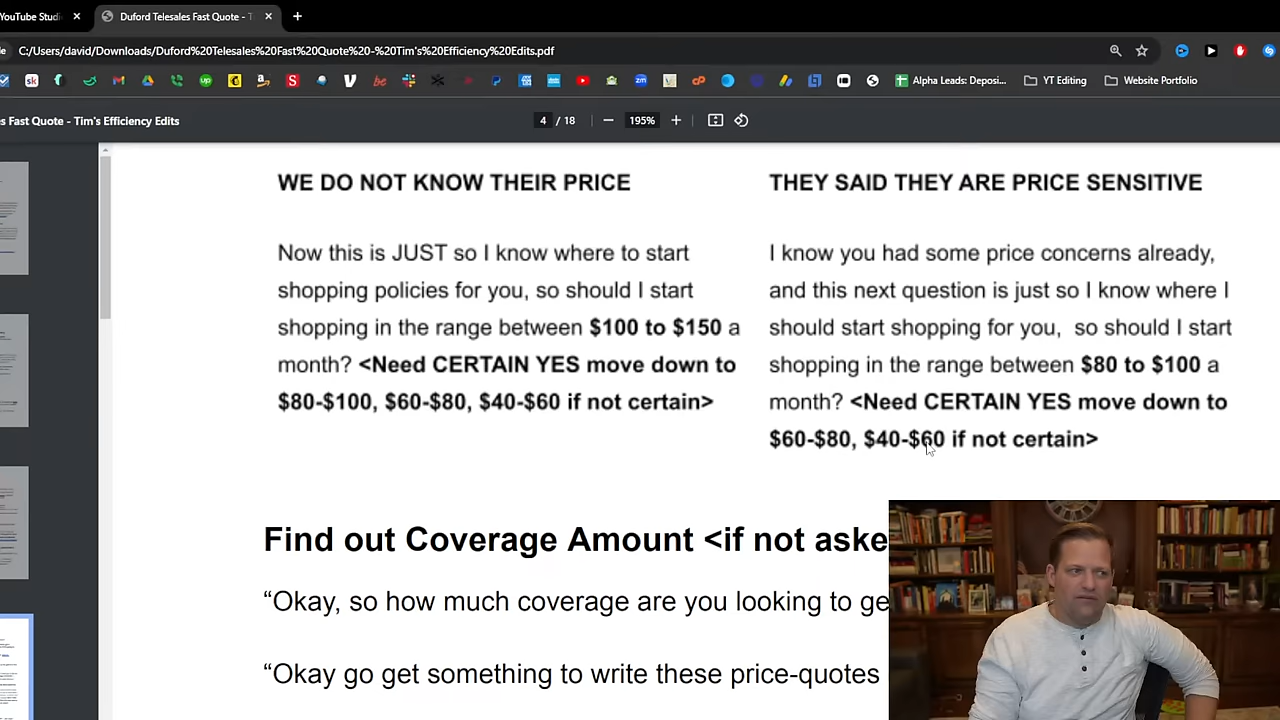 YouTube Studi
Duford Telesales Fast Quote - T
C:/Users/david/Downloads/Duford%20Telesales%20Fast%20Quote%20-%20Tim's%20Efficiency%20Edits.pdf
Alpha Leads: Deposi...
YT Editing
Website Portfolio
s Fast Quote - Tim's Efficiency Edits
4 / 18
195%
WE DO NOT KNOW THEIR PRICE
Now this is JUST so I know where to start
shopping policies for you, so should I start
shopping in the range between $100 to $150 a
month? <Need CERTAIN YES move down to
$80-$100, $60-$80, $40-$60 if not certain>
THEY SAID THEY ARE PRICE SENSITIVE
I know you had some price concerns already,
and this next question is just so I know where I
should start shopping for you, so should I start
shopping in the range between $80 to $100 a
month? <Need CERTAIN YES move down to
$60-$80, $40-$60 if not certain>
Find out Coverage Amount <if not aske
“Okay, so how much coverage are you looking to ge
“Okay go get something to write these price-quotes